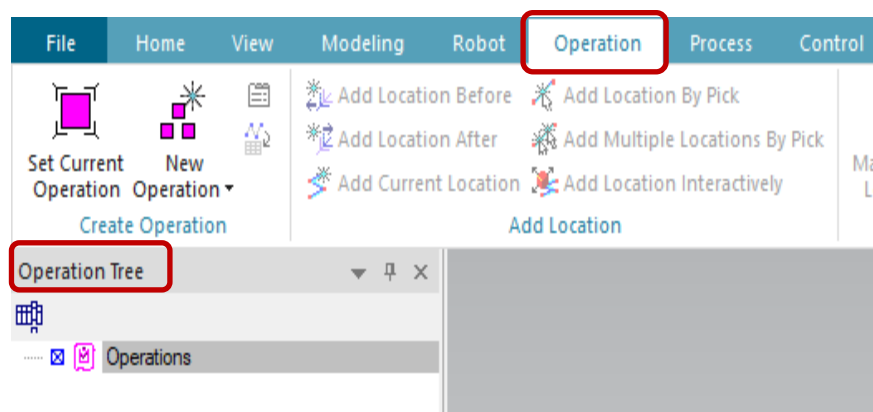 File Home View Modeling Robot Operation Process Control
Add Location Before Add Location By Pick
Add Location After Add Multiple Locations By Pick
Set Current Operation New Operation
Add Current Location Add Location Interactively
Create Operation Add Location
Operation Tree
Operations